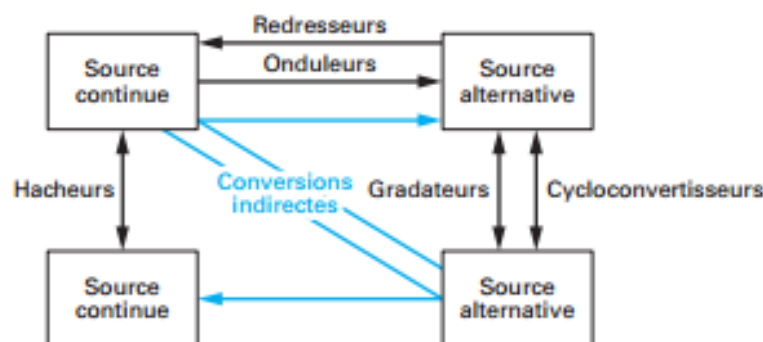 Redresseurs
Source
continue
Onduleurs
Source
alternative
Hacheurs
Conversions
indirectes
Gradateurs
Cycloconvertisseurs
Source
continue
Source
alternative